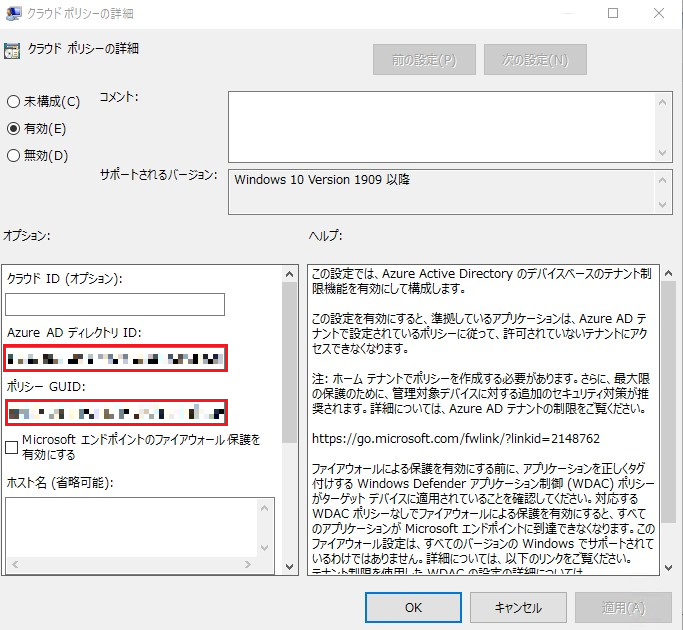 クラウド ポリシーの詳細
クラウド ポリシーの詳細
前の設定(P)
次の設定(N)
未構成(C)
有効(E)
無効(D)
コメント:
サポートされるバージョン:
Windows 10 Version 1909 以降
オプション:
ヘルプ:
クラウド ID (オプション):
Azure AD ディレクトリ ID:
ポリシー GUID:
Microsoft エンドポイントのファイアウォール保護を
有効にする
ホスト名 (省略可能):
この設定では、Azure Active Directory のデバイスベースのテナント制
限機能を有効にして構成します。
この設定を有効にすると、準拠しているアプリケーションは、Azure AD テ
ナントで設定されているポリシーに従って、許可されていないテナントにアク
セスできなくなります。
注: ホーム テナントでポリシーを作成する必要があります。さらに、最大限
の保護のために、管理対象デバイスに対する追加のセキュリティ対策が推
奨されます。詳細については、Azure AD テナントの制限をご覧ください。
https://go.microsoft.com/fwlink/?linkid=2148762
ファイアウォールによる保護を有効にする前に、アプリケーションを正しくタグ
付けする Windows Defender アプリケーション制御 (WDAC) ポリシー
がターゲット デバイスに適用されていることを確認してください。対応する
WDAC ポリシーなしでファイアウォールによる保護を有効にすると、すべて
のアプリケーションが Microsoft エンドポイントに到達できなくなります。この
ファイアウォール設定は、すべてのバージョンの Windows でサポートされて
いるわけではありません。詳細については、以下のリンクをご覧ください。
テナント制限を使用した WDAC の設定の詳細については、
OK
キャンセル
適用(A)